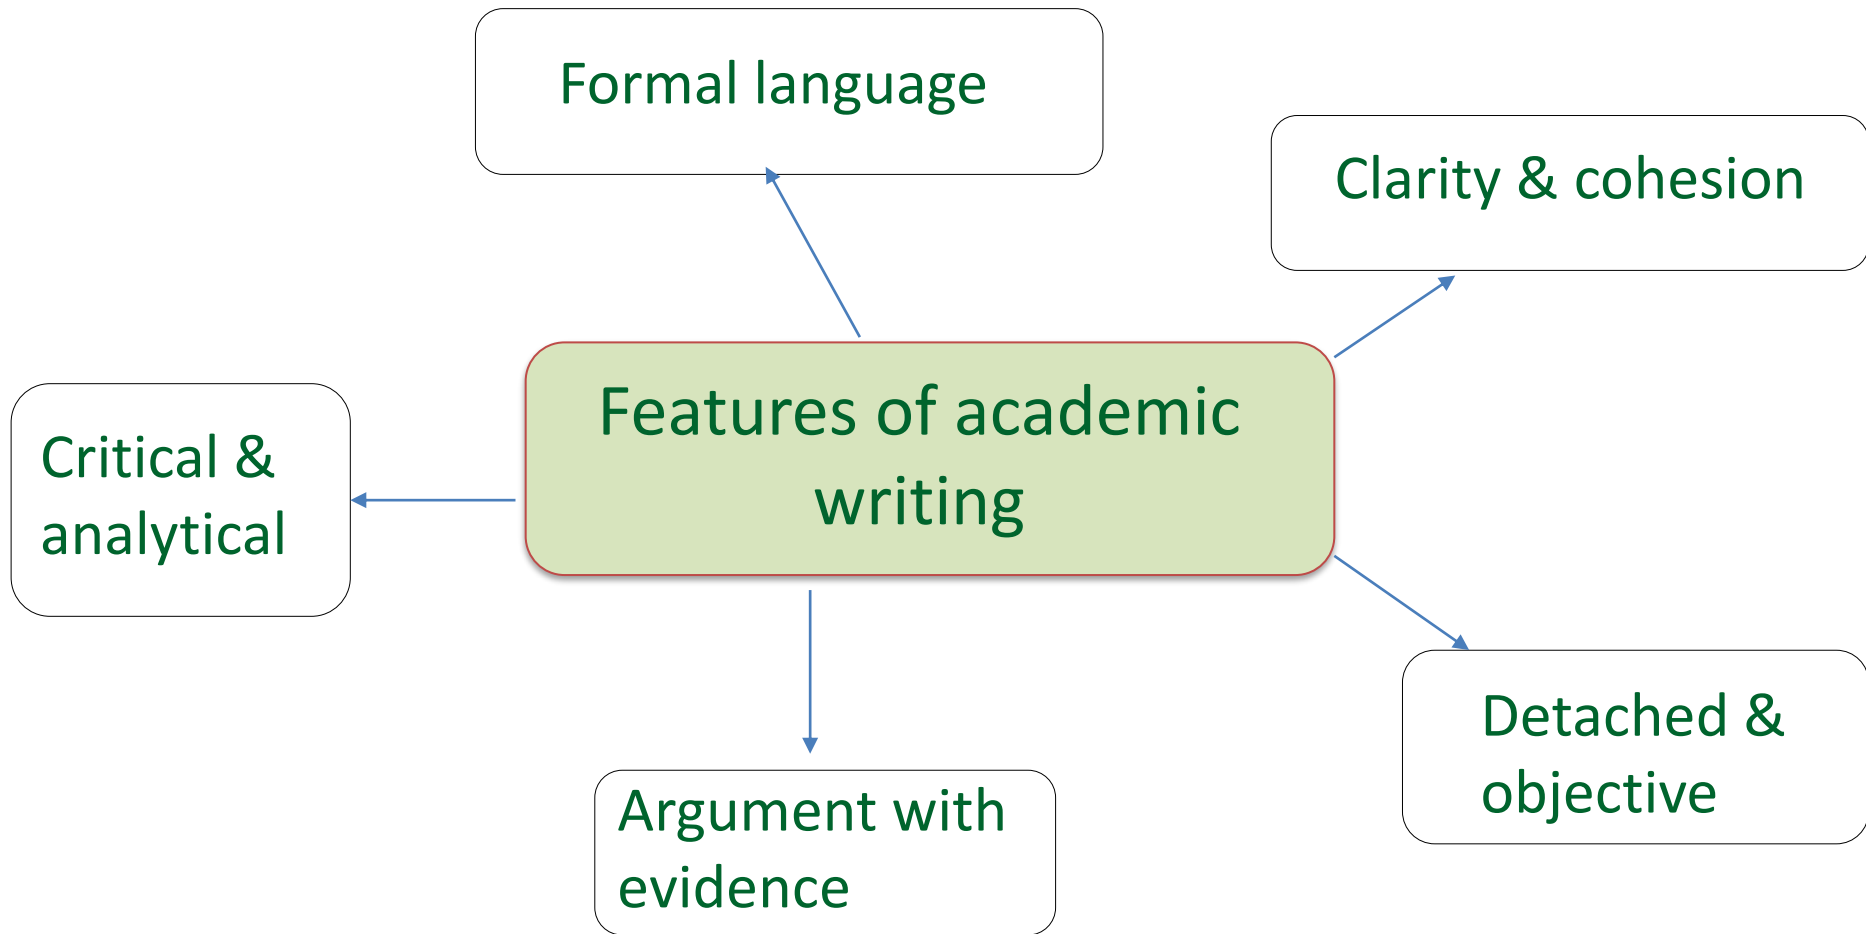 Formal language
Clarity & cohesion
Features of academic
writing
Critical &
analytical
Detached &
objective
Argument with
evidence